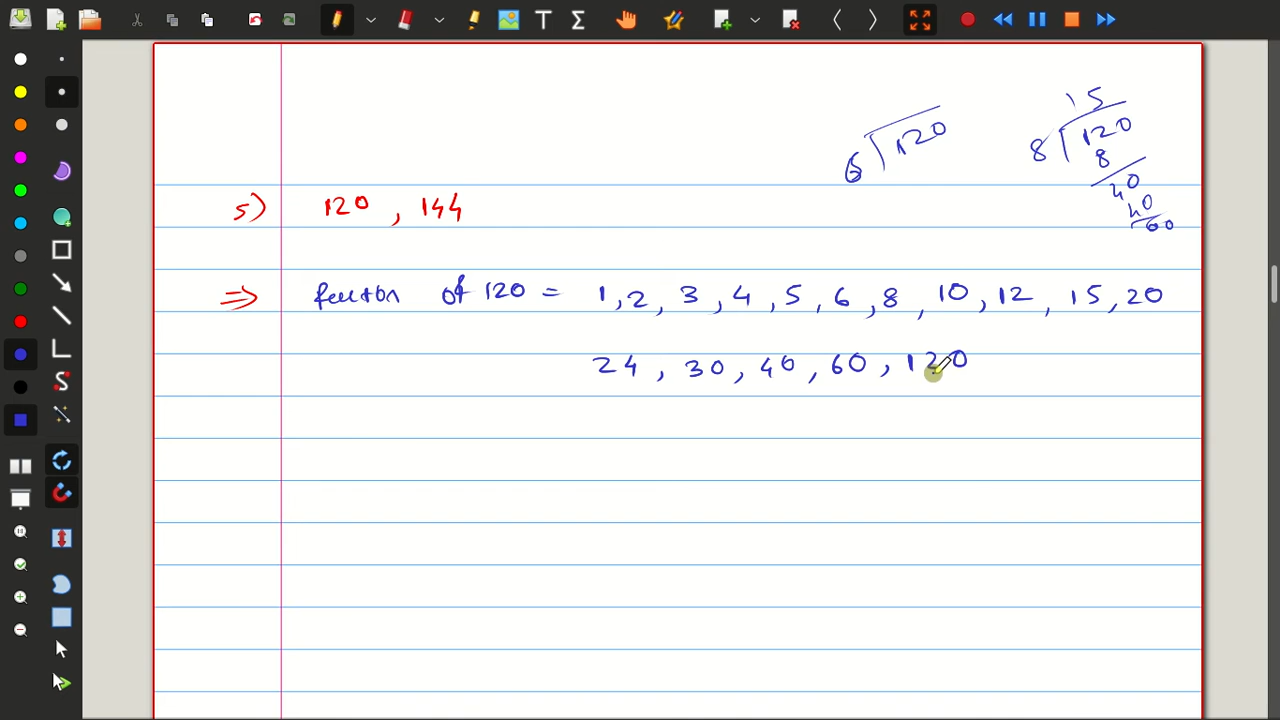 6 120
15
8 120
8
40
40
00
5) 120 , 144
⇒ factor of 120 = 1 , 2 , 3 , 4 , 5 , 6 , 8 , 10 , 12 , 15 , 20
24 , 30 , 40 , 60 , 120